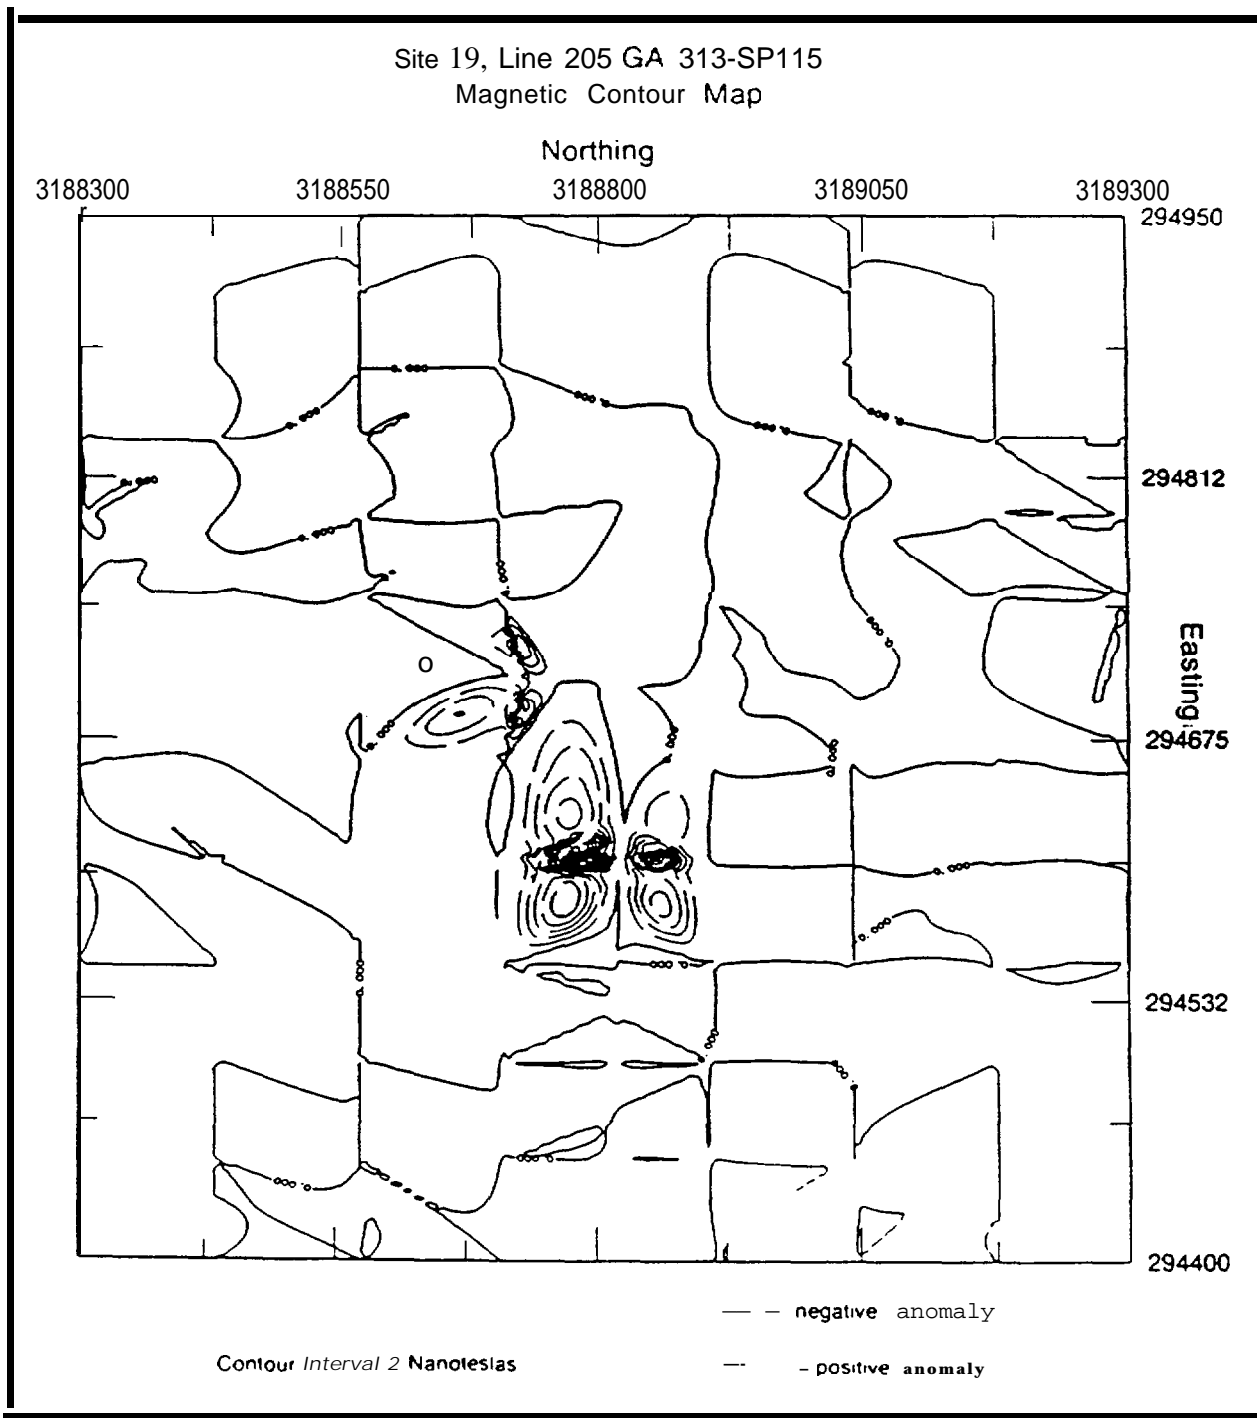 Site 19, Line 205 GA 313-SP115
Magnetic Contour Map
Northing
3188300 3188550 3188800 3189050 3189300
294950
294812
Easting
294675
294532
294400
— – negative anomaly
Contour Interval 2 Nanoteslas
–- – positive anomaly